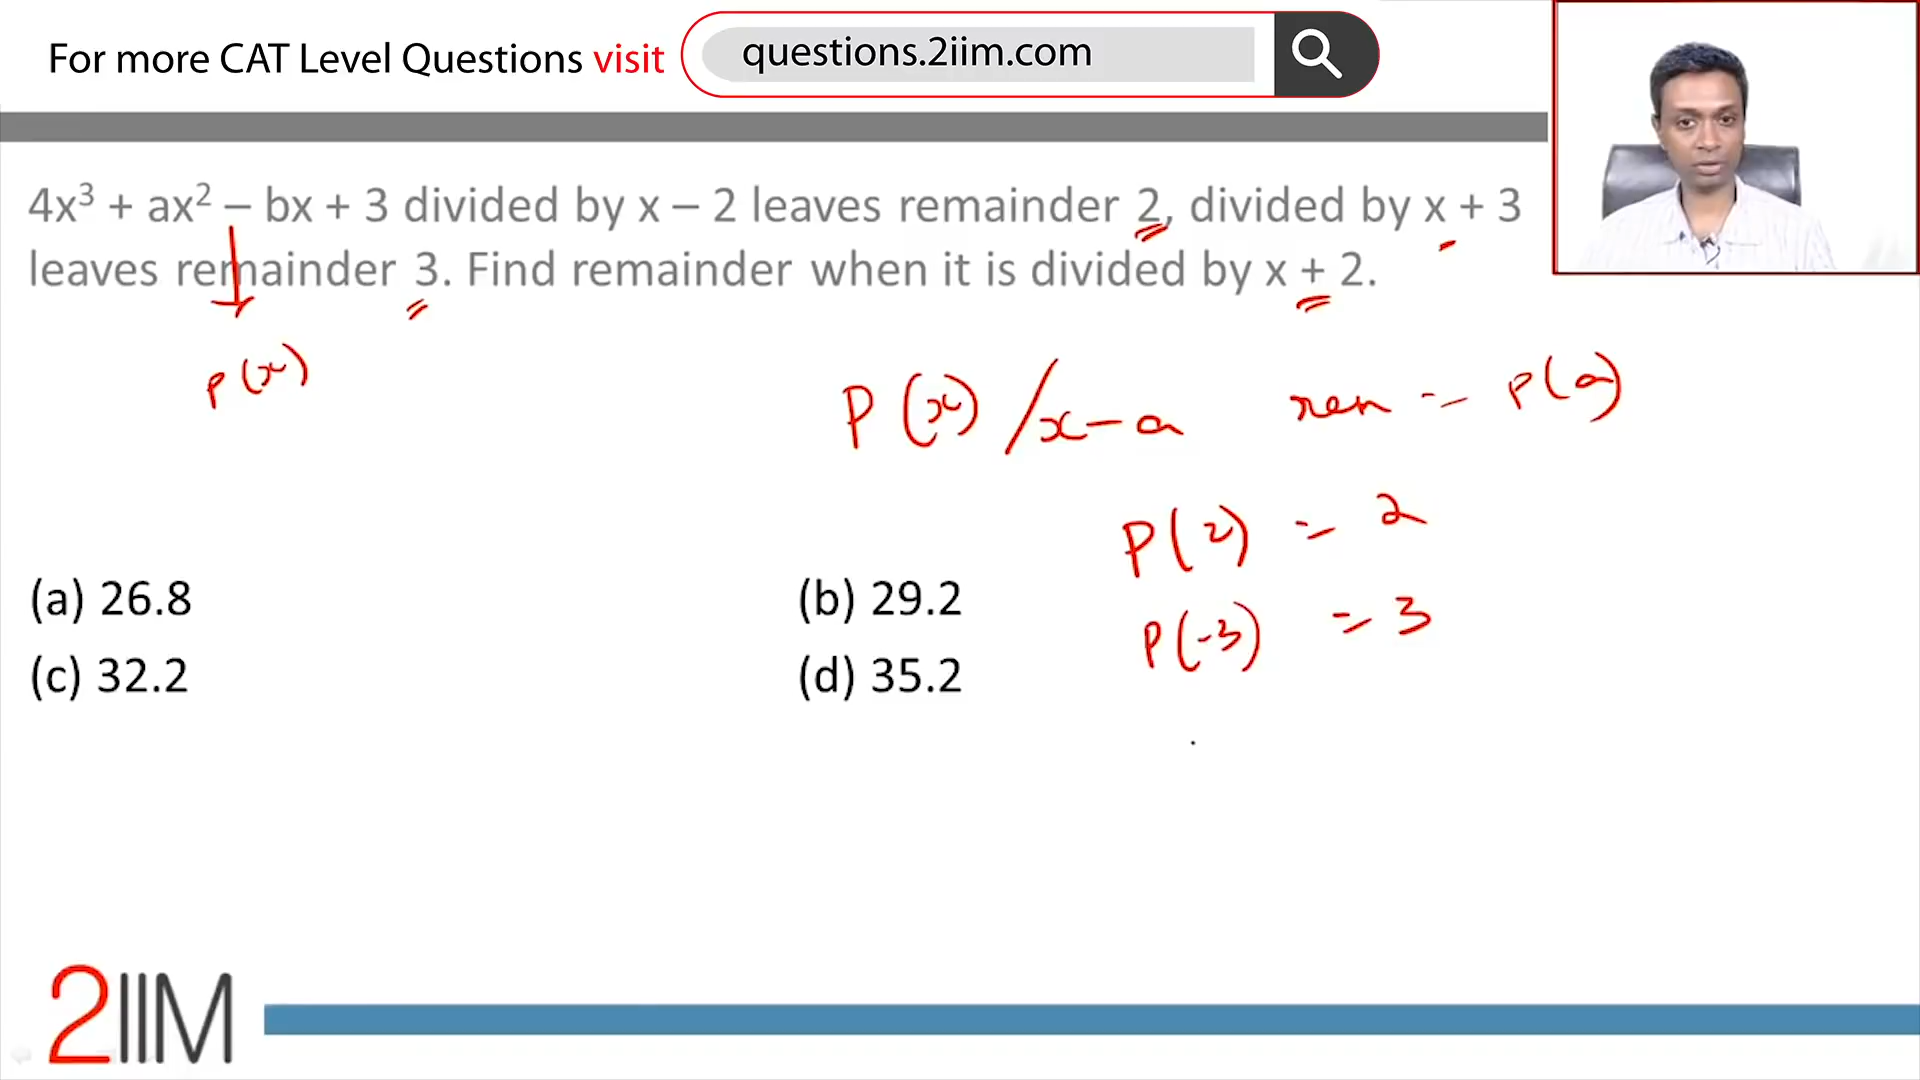 For more CAT Level Questions visit questions.2iim.com
4x³ + ax² – bx + 3 divided by x – 2 leaves remainder 2, divided by x + 3
leaves remainder 3. Find remainder when it is divided by x + 2.
P(x)
P(x) / x – a rem = P(a)
P(2) = 2
(a) 26.8 (b) 29.2
P(-3) = 3
(c) 32.2 (d) 35.2
2IIM